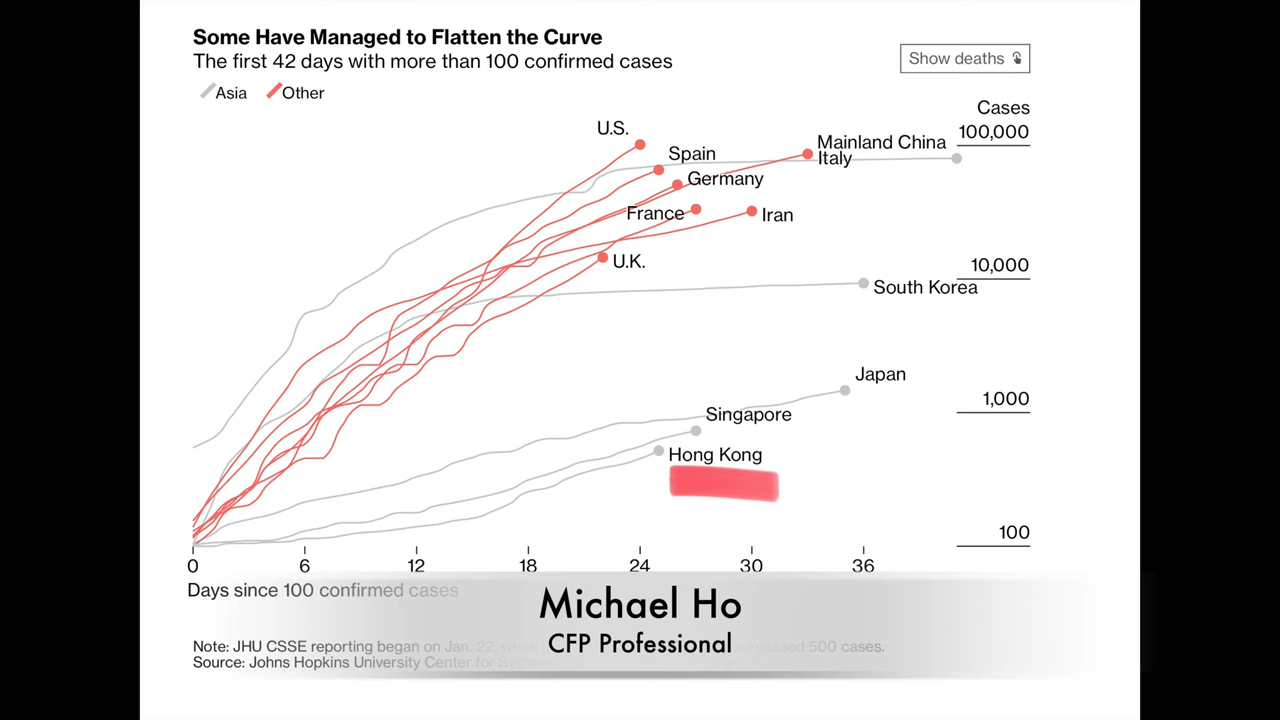 Some Have Managed to Flatten the Curve
The first 42 days with more than 100 confirmed cases
Show deaths
Asia Other
Cases
U.S.
100,000
Mainland China
Spain
Italy
Germany
France
Iran
U.K.
10,000
South Korea
Japan
1,000
Singapore
Hong Kong
100
0 6 12 18 24 30 36
Days since 100 confirmed cases
Michael Ho
CFP Professional
Note: JHU CSSE reporting began on Jan. 22, when 500 cases.
Source: Johns Hopkins University Center for